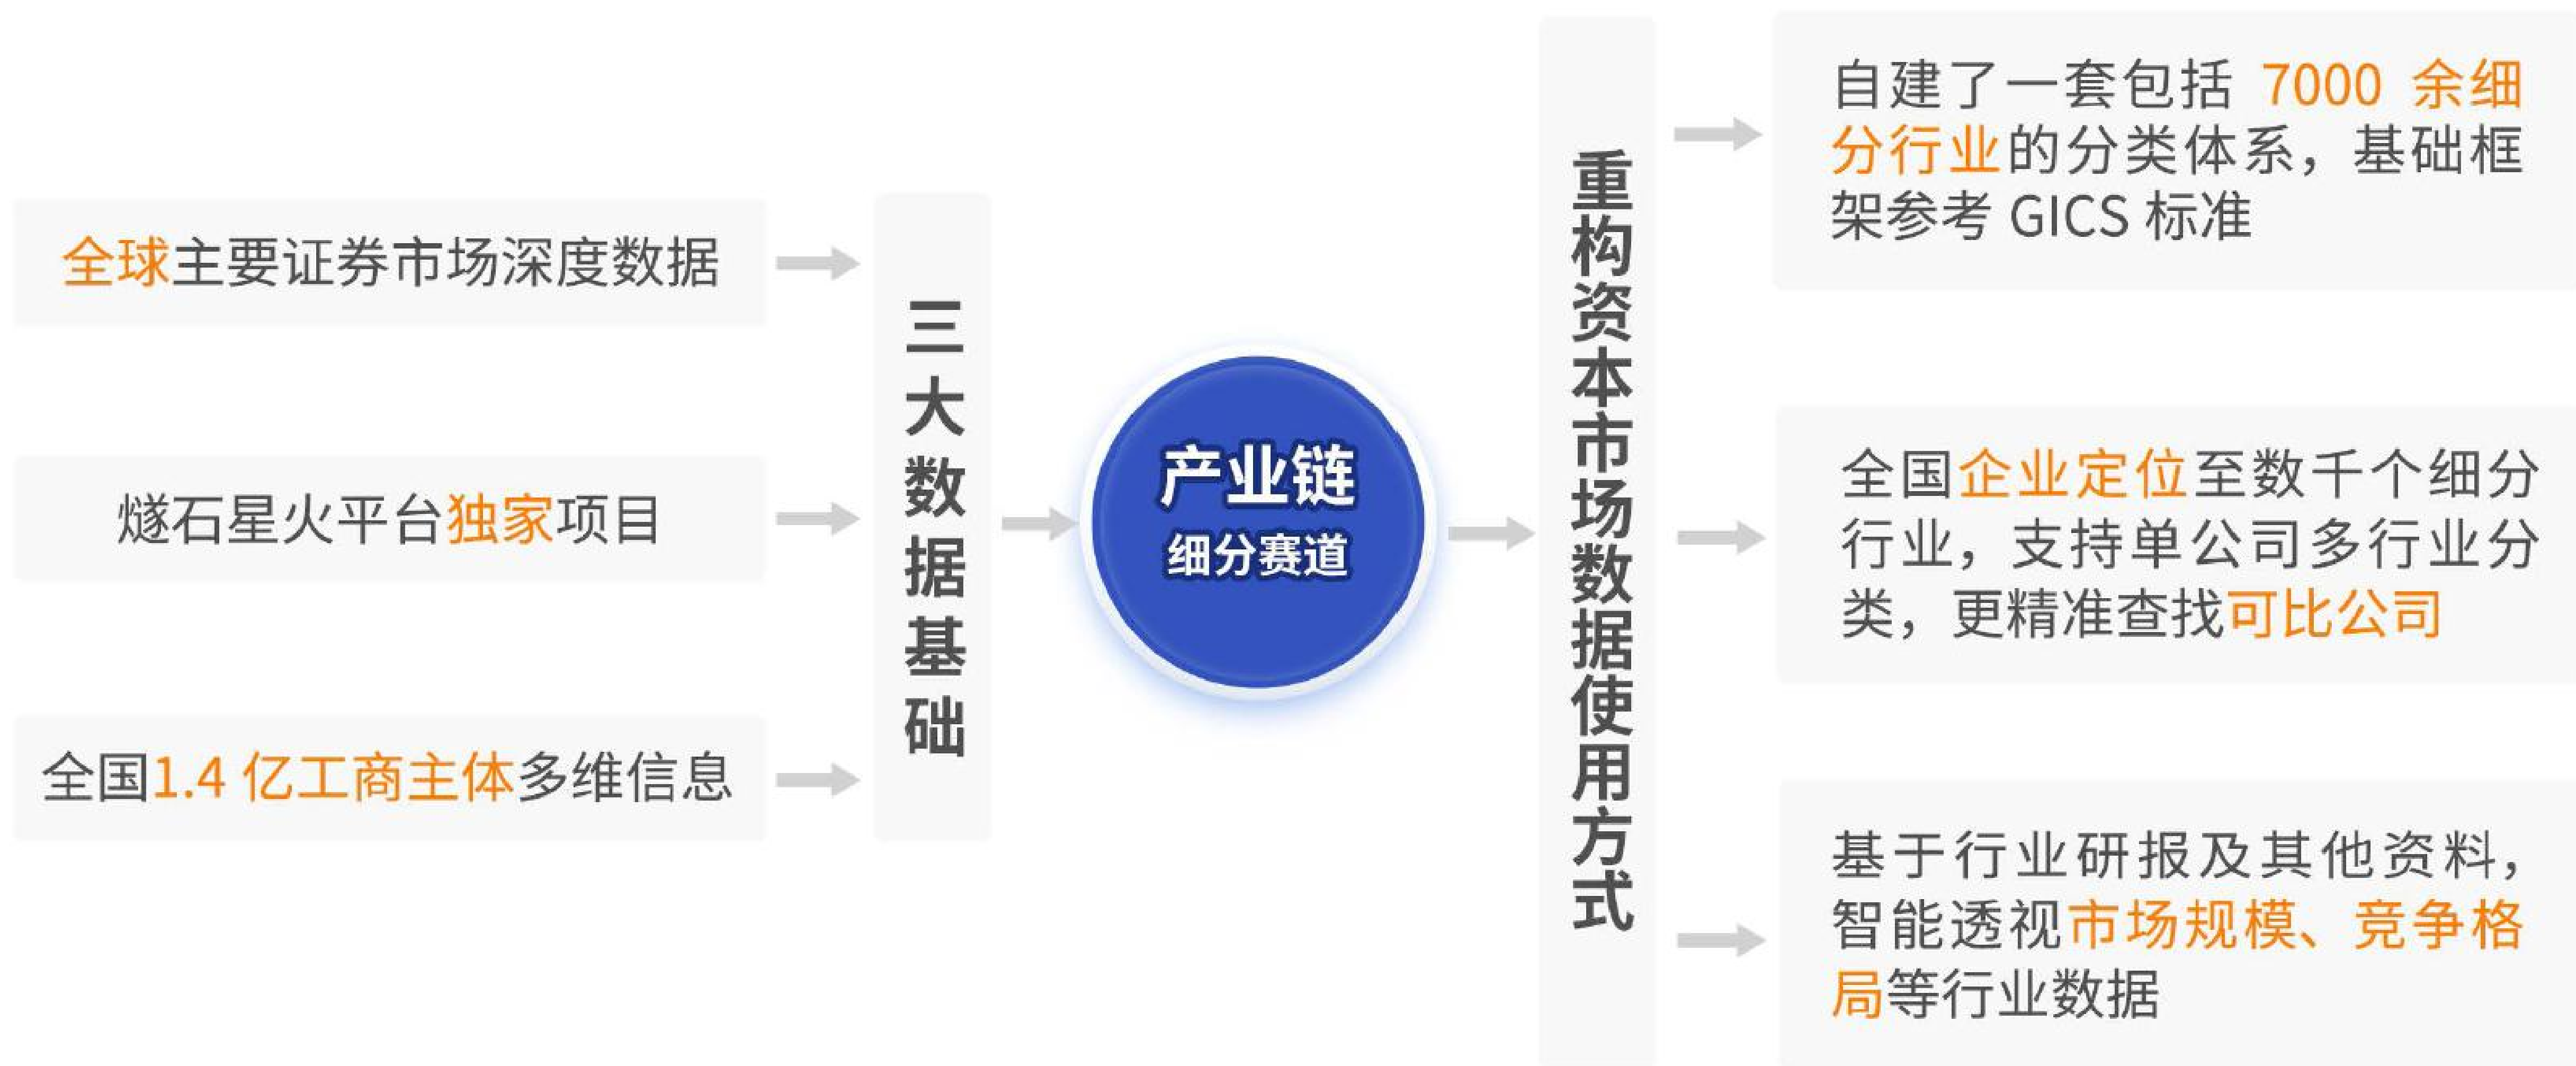 全球主要证券市场深度数据
燧石星火平台独家项目
全国1.4 亿工商主体多维信息
三大数据基础
产业链
细分赛道
重构资本市场数据使用方式
自建了一套包括 7000 余细
分行业的分类体系，基础框
架参考 GICS 标准
全国企业定位至数千个细分
行业，支持单公司多行业分
类，更精准查找可比公司
基于行业研报及其他资料，
智能透视市场规模、竞争格
局等行业数据